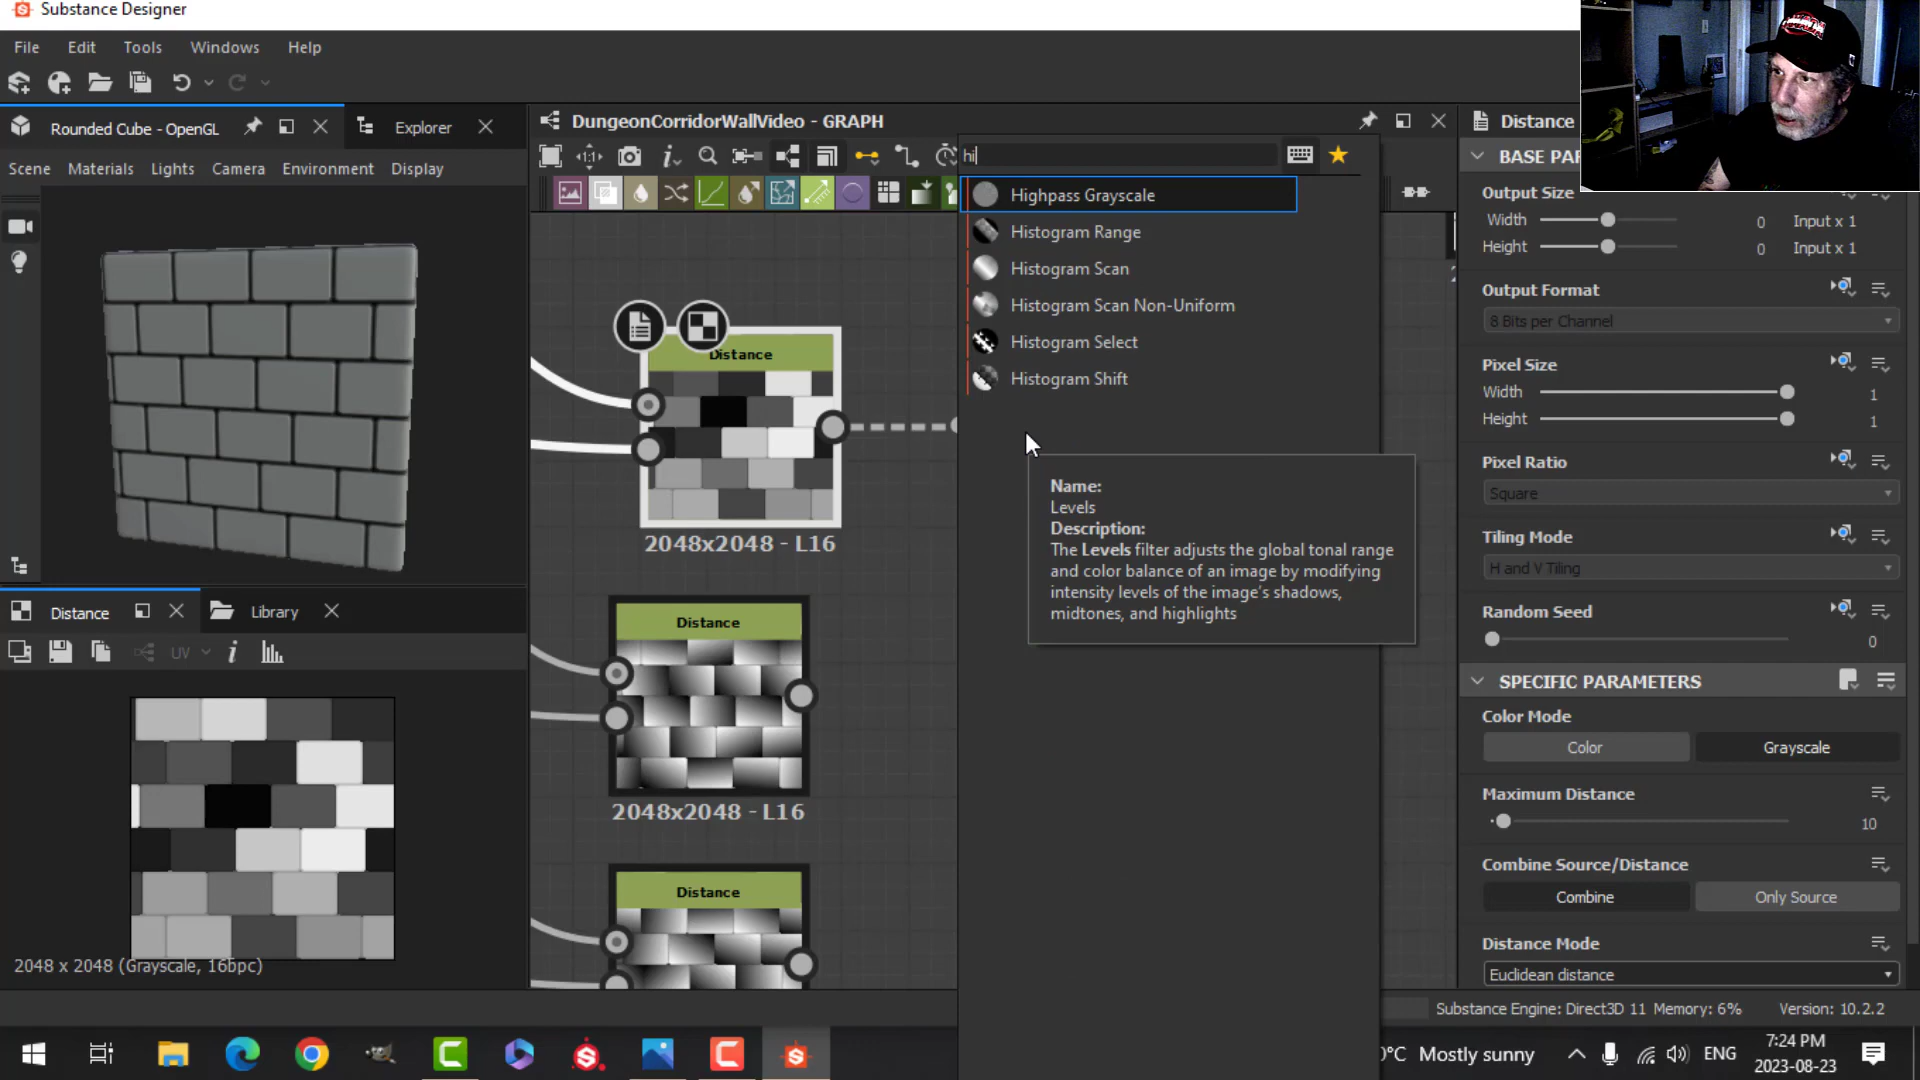 Substance Designer
File Edit Tools Windows Help
Rounded Cube - OpenGL
Explorer
Scene Materials Lights Camera Environment Display
DungeonCorridorWallVideo - GRAPH
hi
Highpass Grayscale
Histogram Range
Histogram Scan
Histogram Scan Non-Uniform
Histogram Select
Histogram Shift
Name:
Levels
Description:
The Levels filter adjusts the global tonal range
and color balance of an image by modifying
intensity levels of the image's shadows,
midtones, and highlights
Distance
2048x2048 - L16
Distance
2048x2048 - L16
Distance
Distance
Library
UV
2048 x 2048 (Grayscale, 16bpc)
Distance
BASE PAR
Output Size
Width 0 Input x 1
Height 0 Input x 1
Output Format
8 Bits per Channel
Pixel Size
Width 1
Height 1
Pixel Ratio
Square
Tiling Mode
H and V Tiling
Random Seed
0
SPECIFIC PARAMETERS
Color Mode
Color Grayscale
Maximum Distance
10
Combine Source/Distance
Combine Only Source
Distance Mode
Euclidean distance
Substance Engine: Direct3D 11 Memory: 6% Version: 10.2.2
0°C Mostly sunny
ENG
7:24 PM
2023-08-23